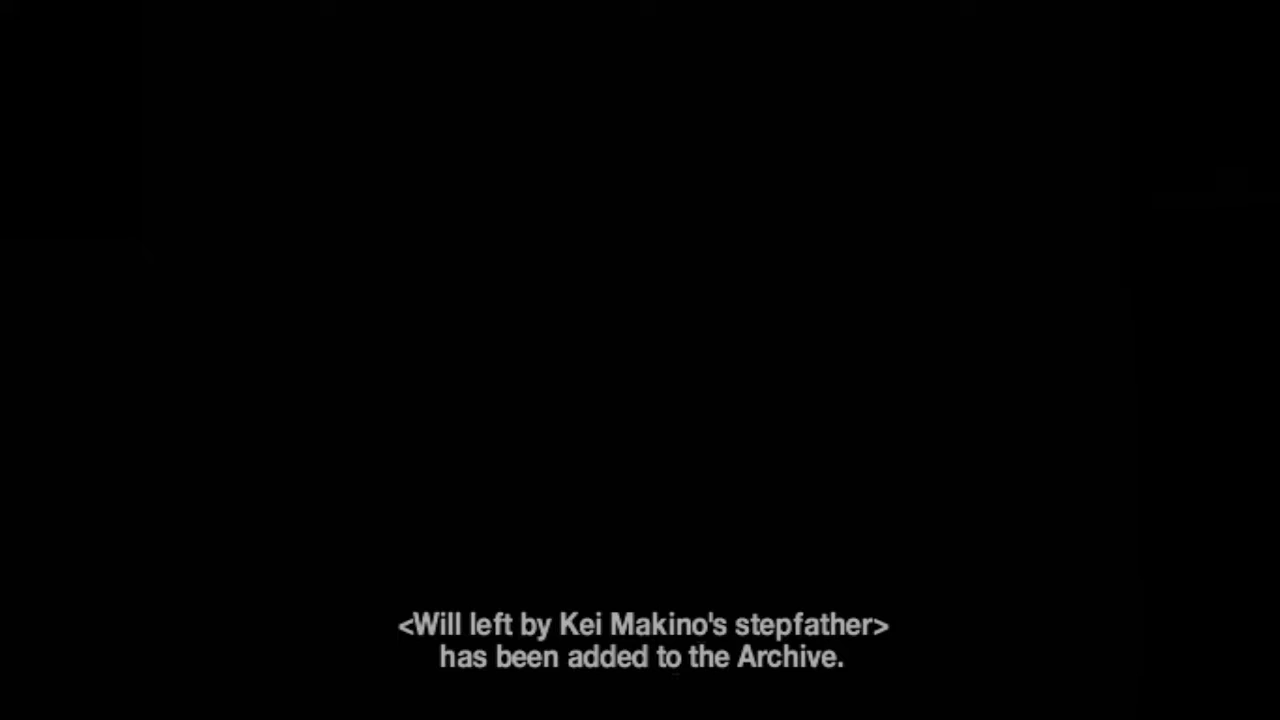 <Will left by Kei Makino's stepfather>
has been added to the Archive.